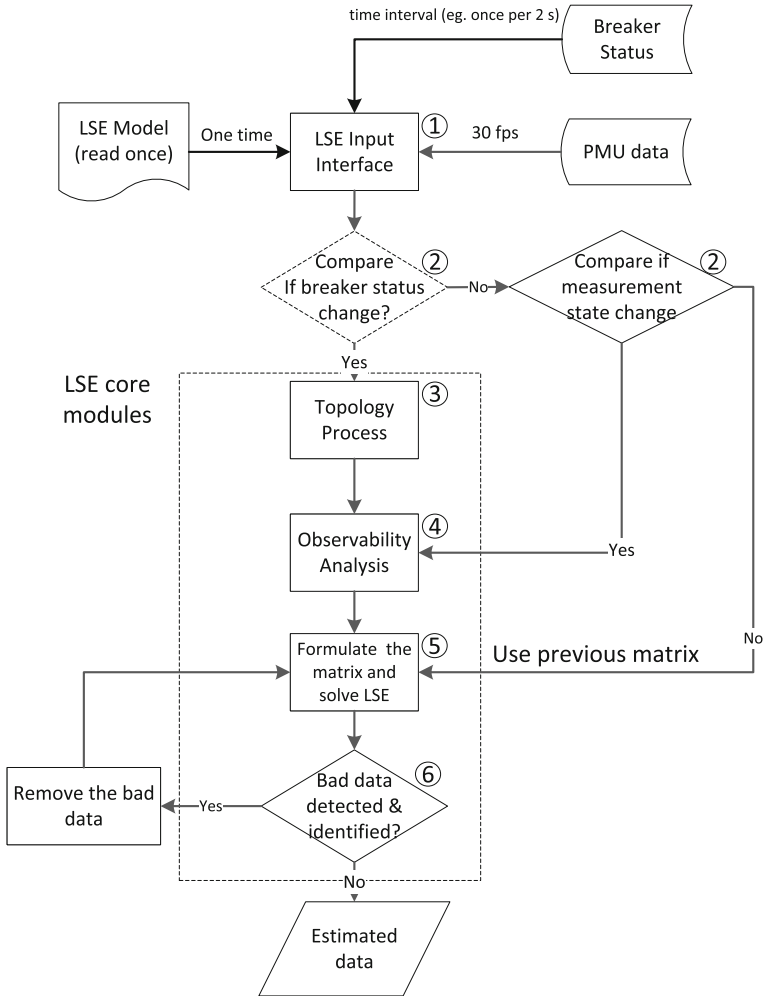 time interval (eg. once per 2 s)
Breaker
Status
LSE Model
(read once)
One time
LSE Input
Interface
①
30 fps
PMU data
Compare
If breaker status
change?
②
No
Compare if
measurement
state change
②
Yes
LSE core
modules
Topology
Process
③
Observability
Analysis
④
Yes
Formulate the
matrix and
solve LSE
⑤
Use previous matrix
No
Remove the bad
data
Yes
Bad data
detected &
identified?
⑥
No
Estimated
data